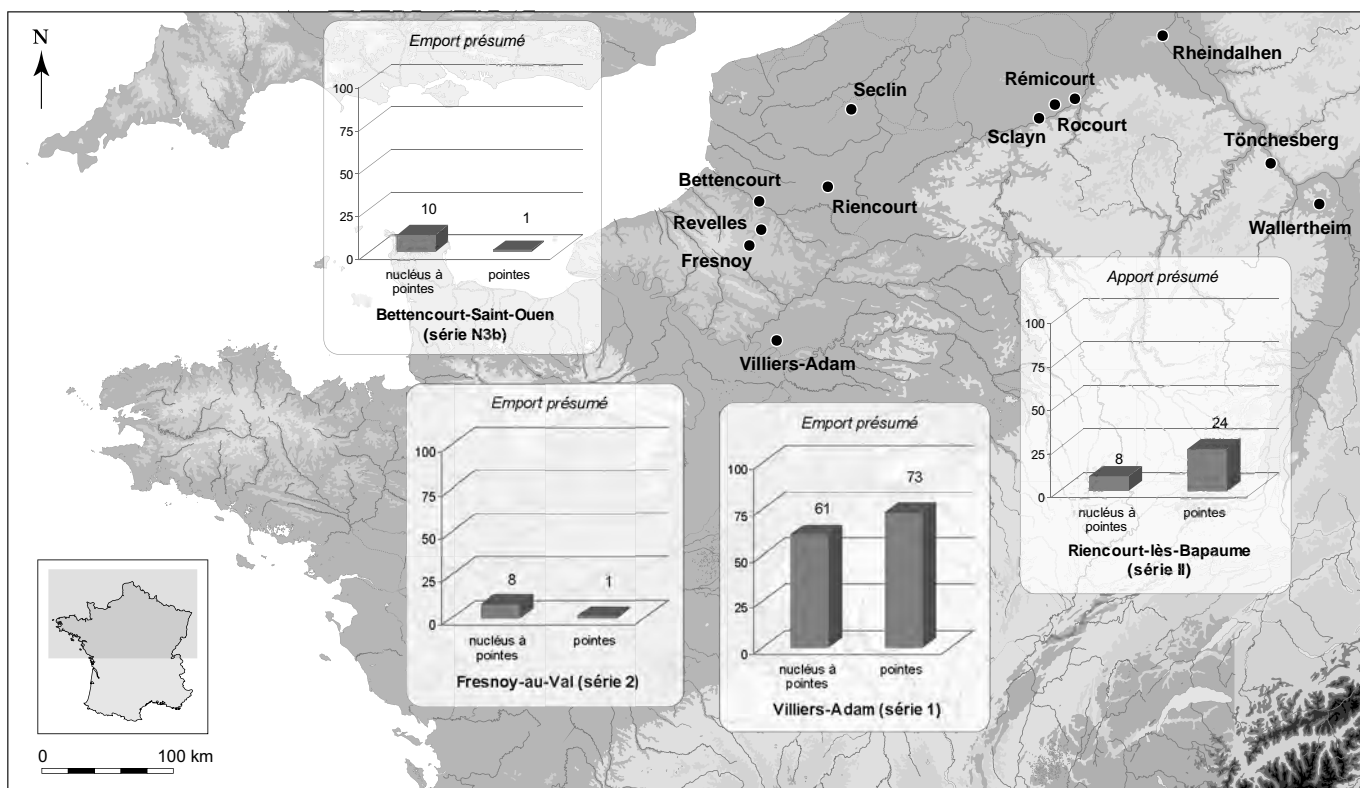 N
Emport présumé
100
75
50
25
0
10
1
nucléus à
pointes
pointes
Bettencourt-Saint-Ouen
(série N3b)
Rheindalhen
Rémicourt
Seclin
Rocourt
Sclayn
Tönchesberg
Bettencourt
Riencourt
Revelles
Wallertheim
Fresnoy
Villiers-Adam
Apport présumé
100
75
50
25
0
8
24
nucléus à
pointes
pointes
Riencourt-lès-Bapaume
(série II)
Emport présumé
100
75
50
25
0
8
1
nucléus à
pointes
pointes
Fresnoy-au-Val (série 2)
Emport présumé
100
75
50
25
0
61
73
nucléus à
pointes
pointes
Villiers-Adam (série 1)
0 100 km